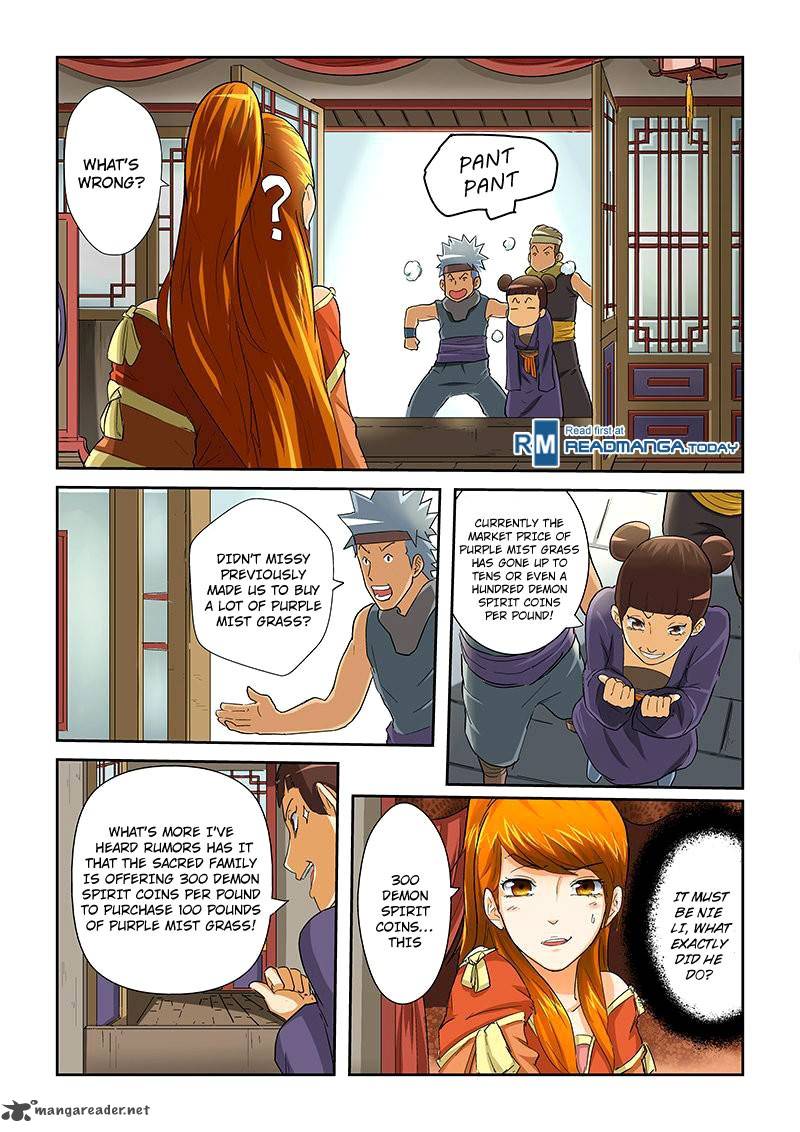 WHAT'S
WRONG?
?
PANT
PANT
Read first at
RM READMANGA.TODAY
DIDN'T MISSY
PREVIOUSLY
MADE US TO BUY
A LOT OF PURPLE
MIST GRASS?
CURRENTLY THE
MARKET PRICE OF
PURPLE MIST GRASS
HAS GONE UP TO
TENS OR EVEN A
HUNDRED DEMON
SPIRIT COINS
PER POUND!
WHAT'S MORE I'VE
HEARD RUMORS HAS IT
THAT THE SACRED FAMILY
IS OFFERING 300 DEMON
SPIRIT COINS PER POUND
TO PURCHASE 100 POUNDS
OF PURPLE MIST GRASS!
300
DEMON
SPIRIT
COINS...
THIS
IT MUST
BE NIE
LI, WHAT
EXACTLY
DID HE
DO?
mangareader.net